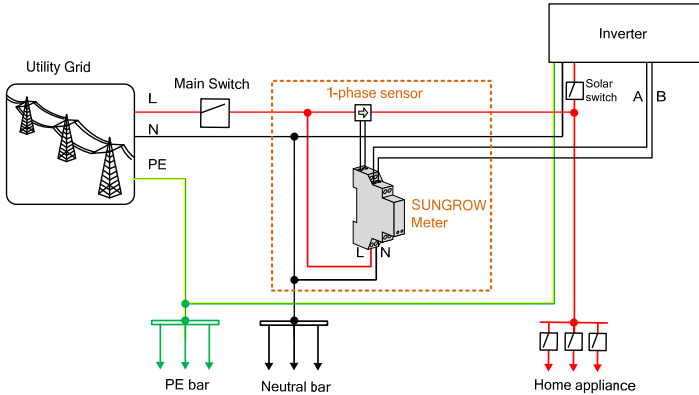 Inverter
Utility Grid
Main Switch
1-phase sensor
Solar
switch
A
B
L
N
PE
SUNGROW
Meter
L
N
PE bar
Neutral bar
Home appliance